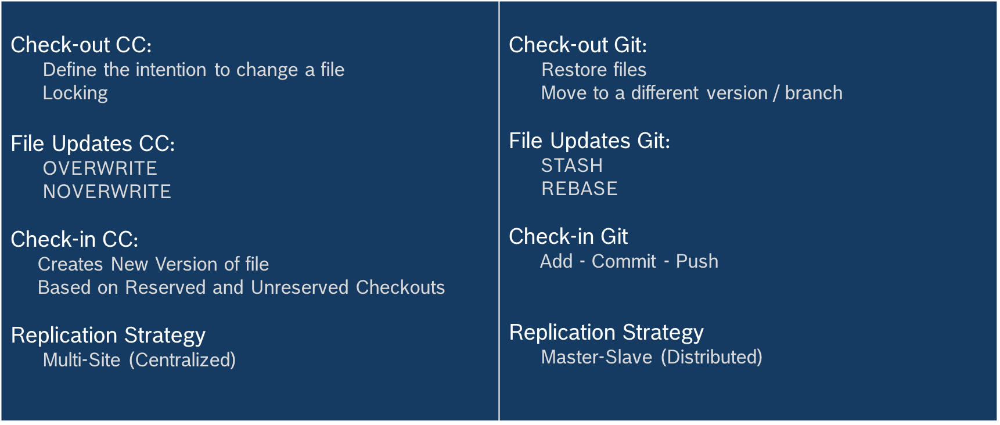 Check-out CC:
Define the intention to change a file
Locking
File Updates CC:
OVERWRITE
NOVERWRITE
Check-in CC:
Creates New Version of file
Based on Reserved and Unreserved Checkouts
Replication Strategy
Multi-Site (Centralized)
Check-out Git:
Restore files
Move to a different version / branch
File Updates Git:
STASH
REBASE
Check-in Git
Add - Commit - Push
Replication Strategy
Master-Slave (Distributed)